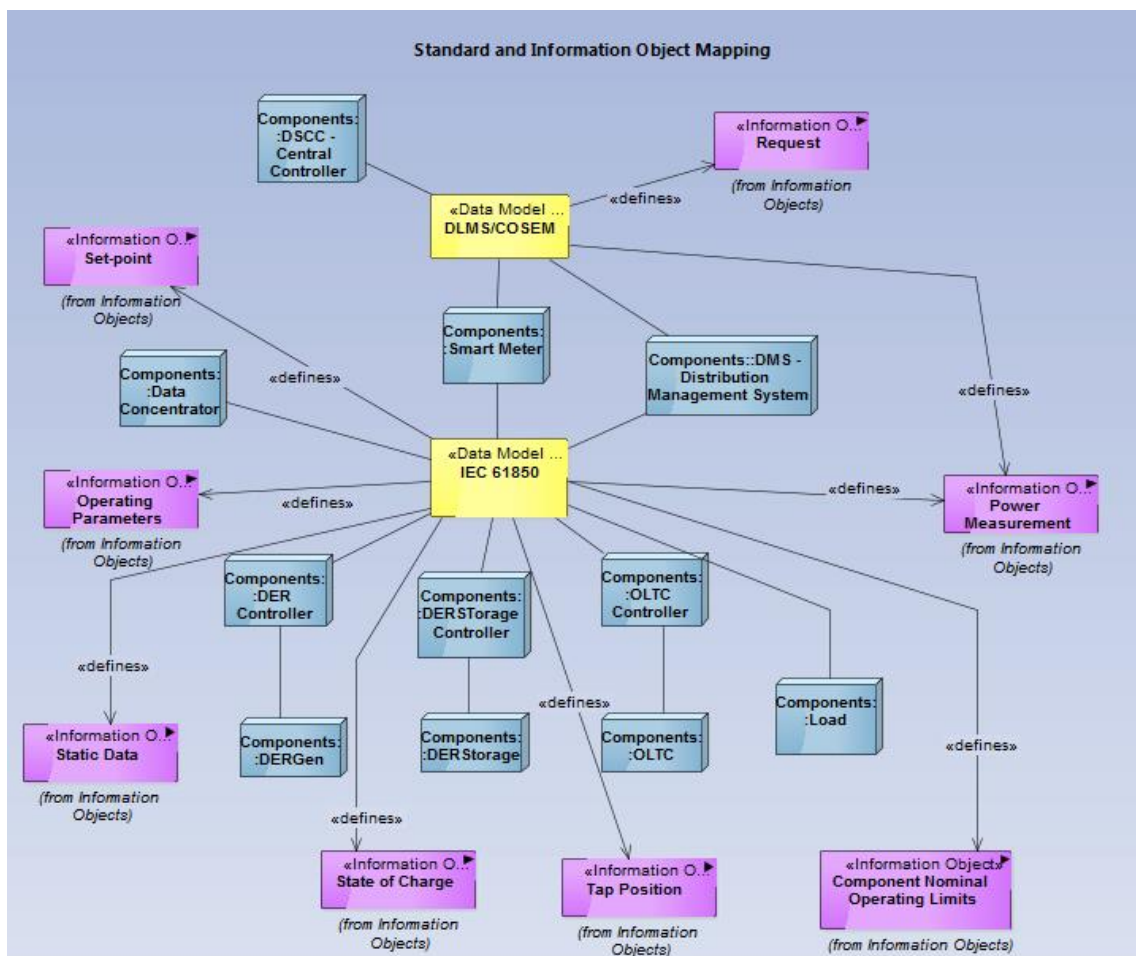 Standard and Information Object Mapping
Components:
:DSCC -
Central
Controller
«Information O...
Request
(from Information
Objects)
«defines»
«Data Model ...
DLMS/COSEM
«Information O...
Set-point
(from Information
Objects)
Components:
:Smart Meter
Components::DMS -
Distribution
Management System
Components:
:Data
Concentrator
«defines»
«defines»
«Data Model ...
IEC 61850
«Information O...
Operating
Parameters
(from Information
Objects)
«defines»
«defines»
«Information O...
Power
Measurement
(from Information
Objects)
Components:
:DER
Controller
Components:
:DERSTorage
Controller
Components:
:OLTC
Controller
«defines»
«defines»
Components:
:Load
«Information O...
Static Data
(from Information
Objects)
Components:
:DERGen
Components:
:DERStorage
Components:
:OLTC
«defines»
«defines»
«Information O...
State of Charge
(from Information
Objects)
«Information O...
Tap Position
(from Information
Objects)
«Information Object»
Component Nominal
Operating Limits
(from Information Objects)